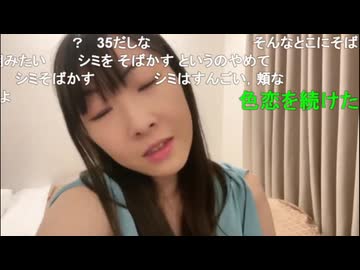 ？　35だしな
そんなとこにそば
みたい
シミを そばかす というのやめて
シミそばかす
シミはすんごい，頬な
よ
色恋を続けた